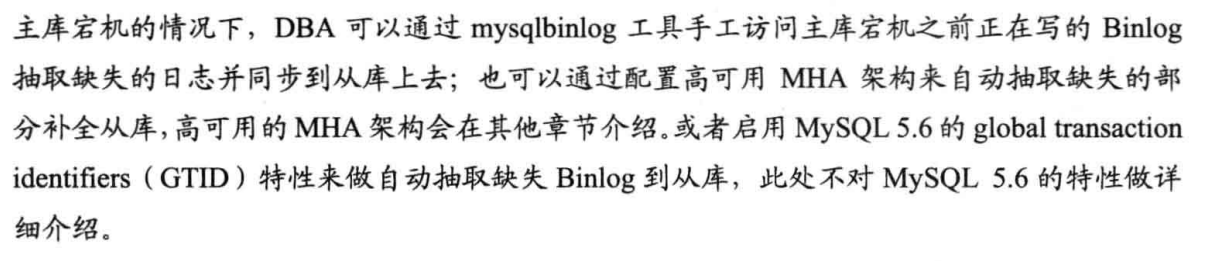 主库宕机的情况下，DBA 可以通过 mysqlbinlog 工具手工访问主库宕机之前正在写的 Binlog
抽取缺失的日志并同步到从库上去；也可以通过配置高可用 MHA 架构来自动抽取缺失的部
分补全从库，高可用的 MHA 架构会在其他章节介绍。或者启用 MySQL 5.6 的 global transaction
identifiers（GTID）特性来做自动抽取缺失 Binlog 到从库，此处不对 MySQL 5.6 的特性做详
细介绍。